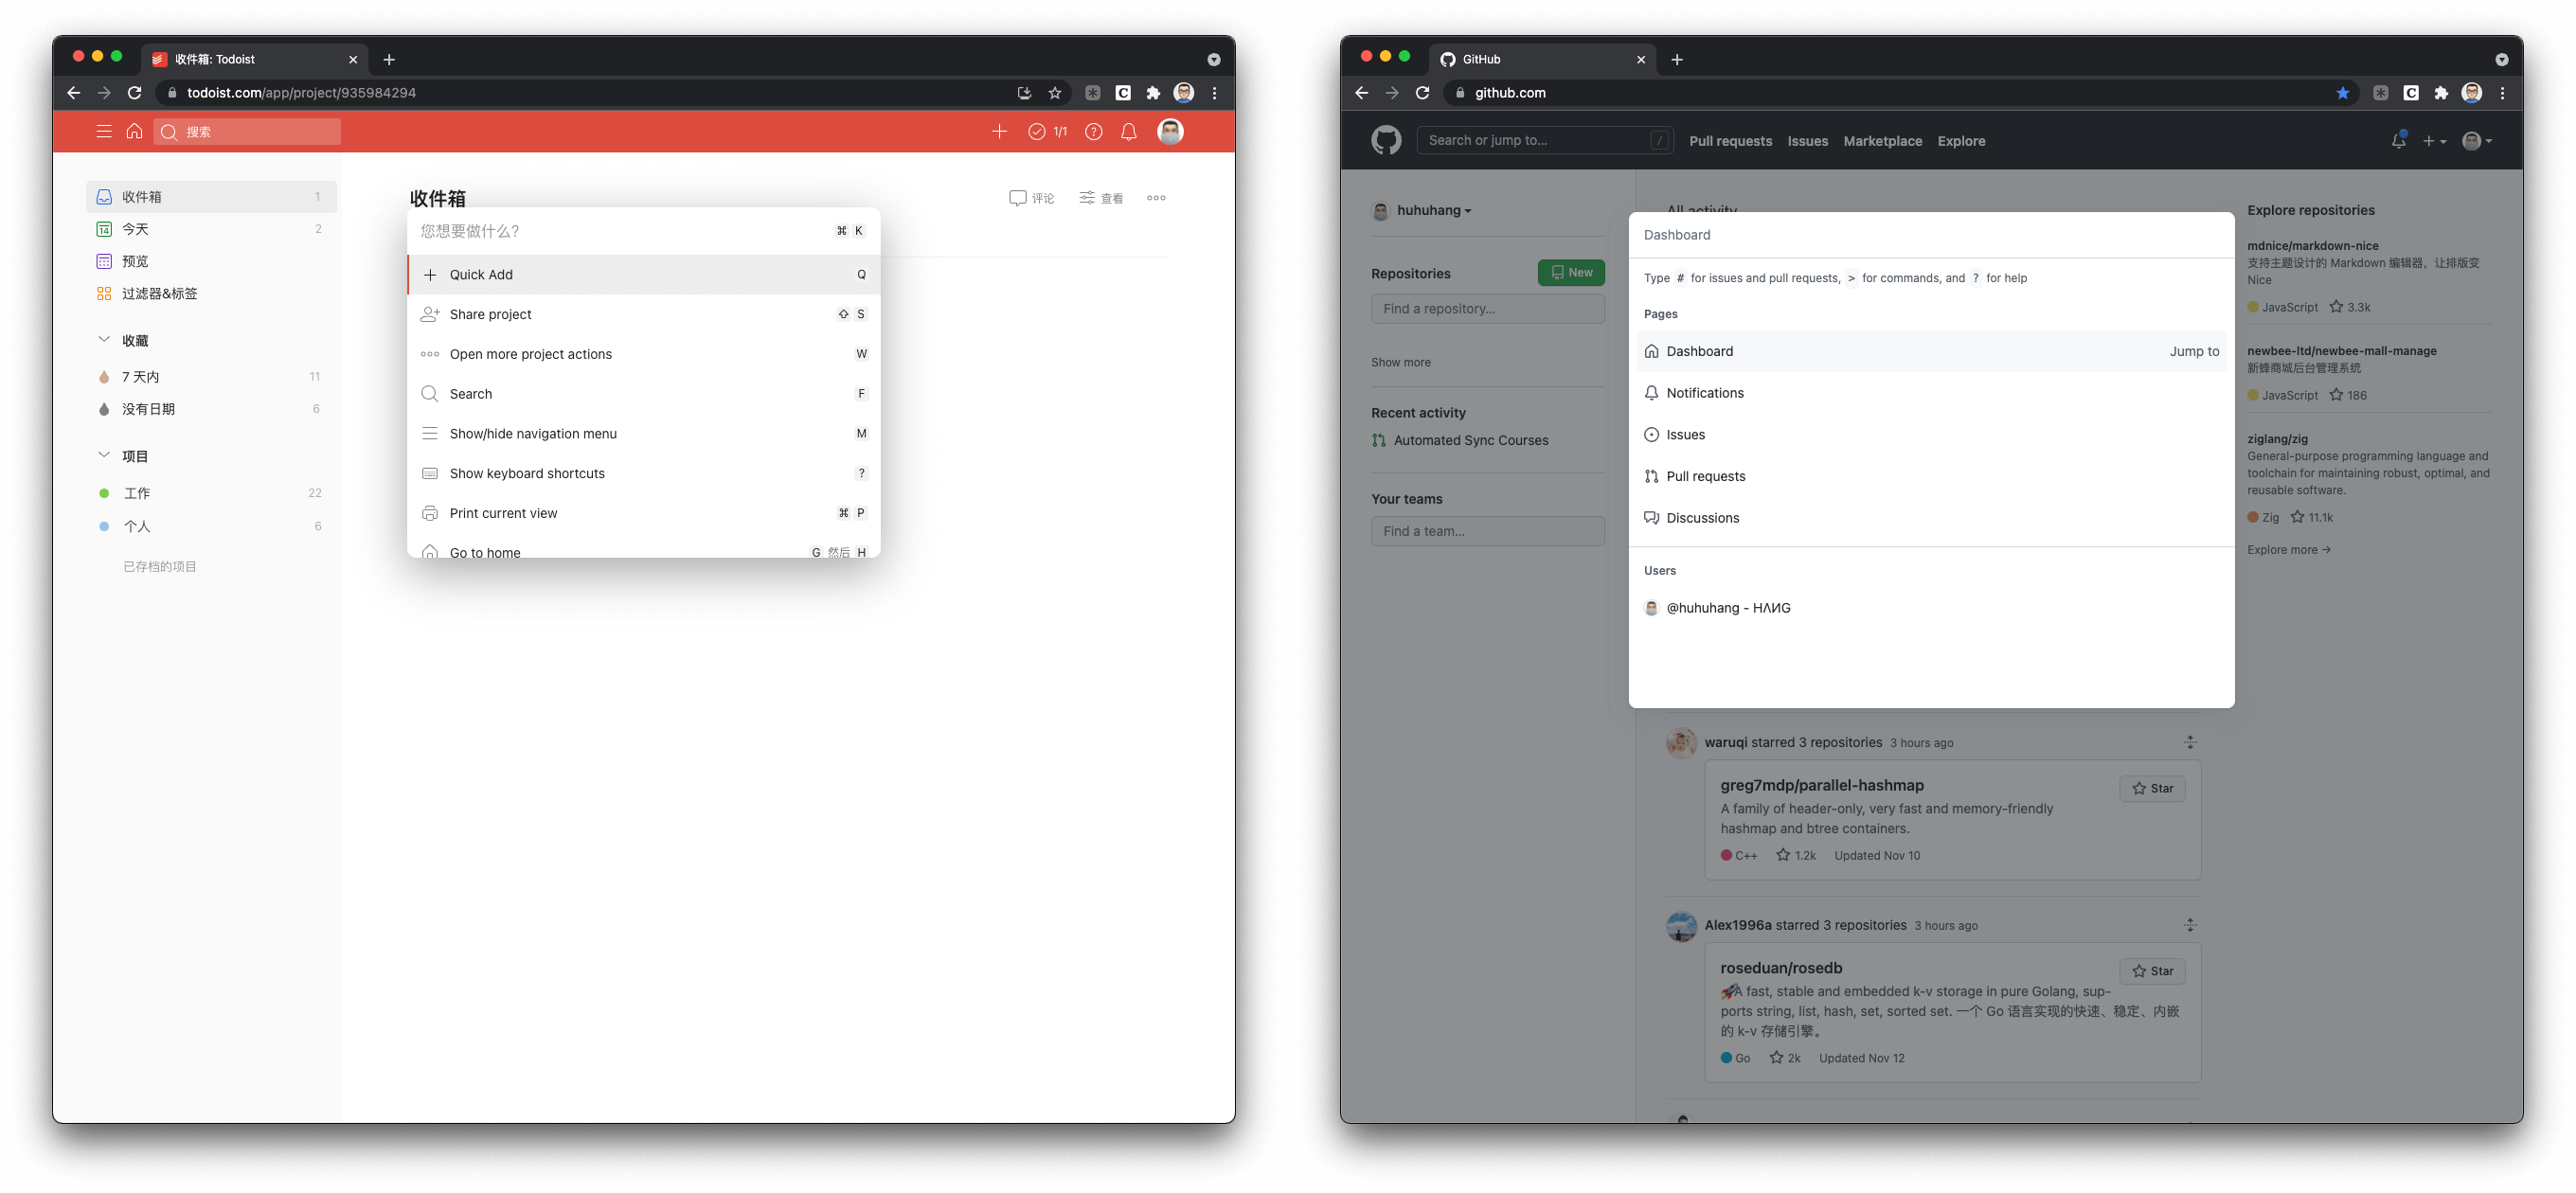 收件箱: Todoist
todoist.com/app/project/935984294
搜索
1/1
收件箱 1
14 今天 2
预览
过滤器&标签
收藏
7 天内 11
没有日期 6
项目
工作 22
个人 6
已存档的项目
收件箱
评论 查看
您想要做什么? ⌘ K
Quick Add Q
Share project ⇧ S
Open more project actions W
Search F
Show/hide navigation menu M
Show keyboard shortcuts ?
Print current view ⌘ P
Go to home G 然后 H
GitHub
github.com
Search or jump to... /
Pull requests Issues Marketplace Explore
huhuhang
Repositories New
Find a repository...
Show more
Recent activity
Automated Sync Courses
Your teams
Find a team...
All activity
Dashboard
Type # for issues and pull requests, > for commands, and ? for help
Pages
Dashboard Jump to
Notifications
Issues
Pull requests
Discussions
Users
@huhuhang - HΛИG
waruqi starred 3 repositories 3 hours ago
greg7mdp/parallel-hashmap Star
A family of header-only, very fast and memory-friendly
hashmap and btree containers.
C++ 1.2k Updated Nov 10
Alex1996a starred 3 repositories 3 hours ago
roseduan/rosedb Star
🚀A fast, stable and embedded k-v storage in pure Golang, sup-
ports string, list, hash, set, sorted set. 一个 Go 语言实现的快速、稳定、内嵌
的 k-v 存储引擎。
Go 2k Updated Nov 12
Explore repositories
mdnice/markdown-nice
支持主题设计的 Markdown 编辑器，让排版变
Nice
JavaScript 3.3k
newbee-ltd/newbee-mall-manage
新蜂商城后台管理系统
JavaScript 186
ziglang/zig
General-purpose programming language and
toolchain for maintaining robust, optimal, and
reusable software.
Zig 11.1k
Explore more →